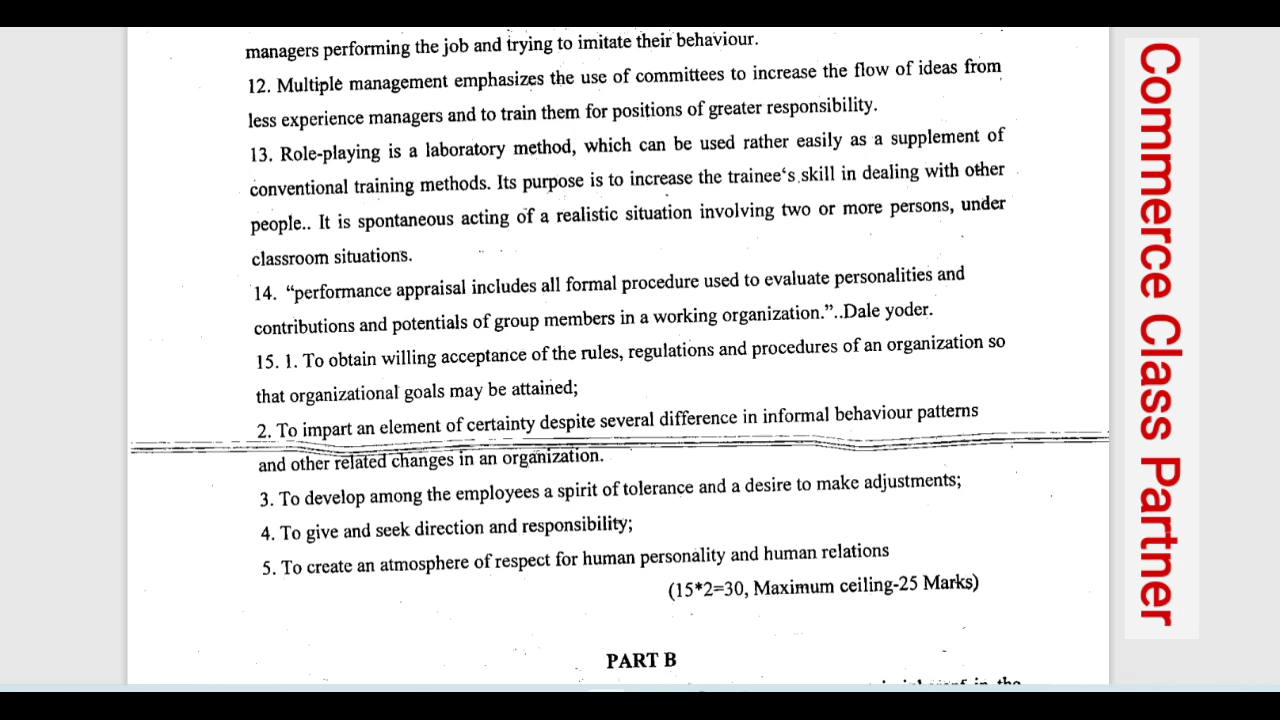 managers performing the job and trying to imitate their behaviour.
12. Multiple management emphasizes the use of committees to increase the flow of ideas from
less experience managers and to train them for positions of greater responsibility.
13. Role-playing is a laboratory method, which can be used rather easily as a supplement of
conventional training methods. Its purpose is to increase the trainee‘s skill in dealing with other
people.. It is spontaneous acting of a realistic situation involving two or more persons, under
classroom situations.
14. “performance appraisal includes all formal procedure used to evaluate personalities and
contributions and potentials of group members in a working organization.”..Dale yoder.
15. 1. To obtain willing acceptance of the rules, regulations and procedures of an organization so
that organizational goals may be attained;
2. To impart an element of certainty despite several difference in informal behaviour patterns
and other related changes in an organization.
3. To develop among the employees a spirit of tolerance and a desire to make adjustments;
4. To give and seek direction and responsibility;
5. To create an atmosphere of respect for human personality and human relations
(15*2=30, Maximum ceiling-25 Marks)
PART B
in the
Commerce Class Partner